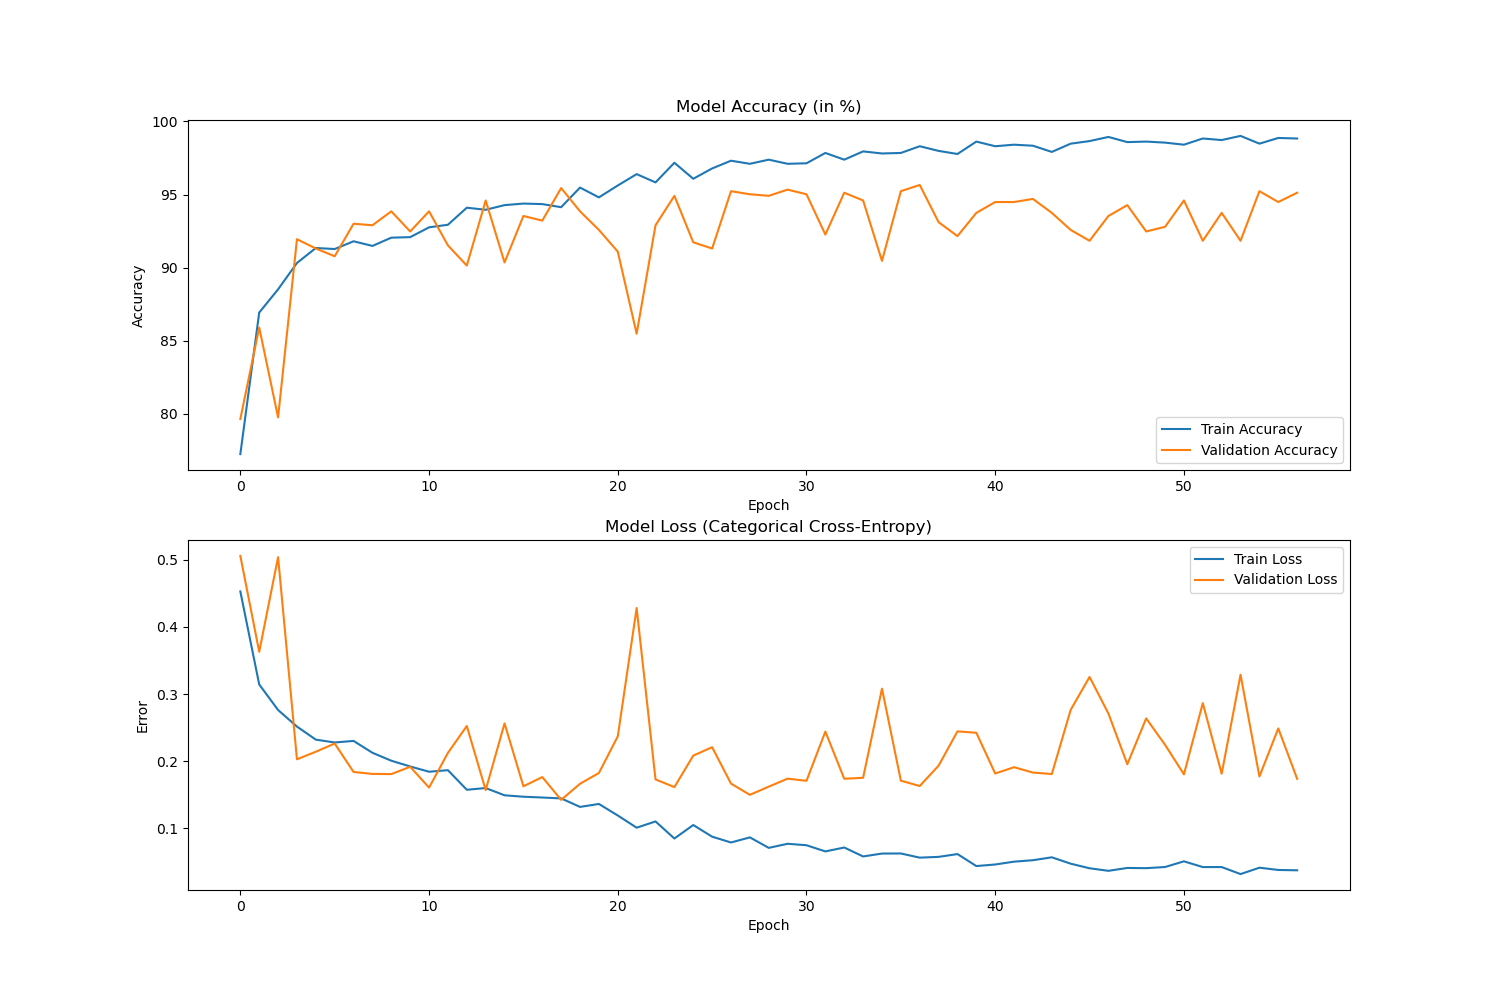 Model Accuracy (in %)
100
95
90
85
80
Accuracy
Train Accuracy
Validation Accuracy
0 10 20 30 40 50
Epoch
Model Loss (Categorical Cross-Entropy)
0.5
0.4
0.3
0.2
0.1
Error
Train Loss
Validation Loss
0 10 20 30 40 50
Epoch